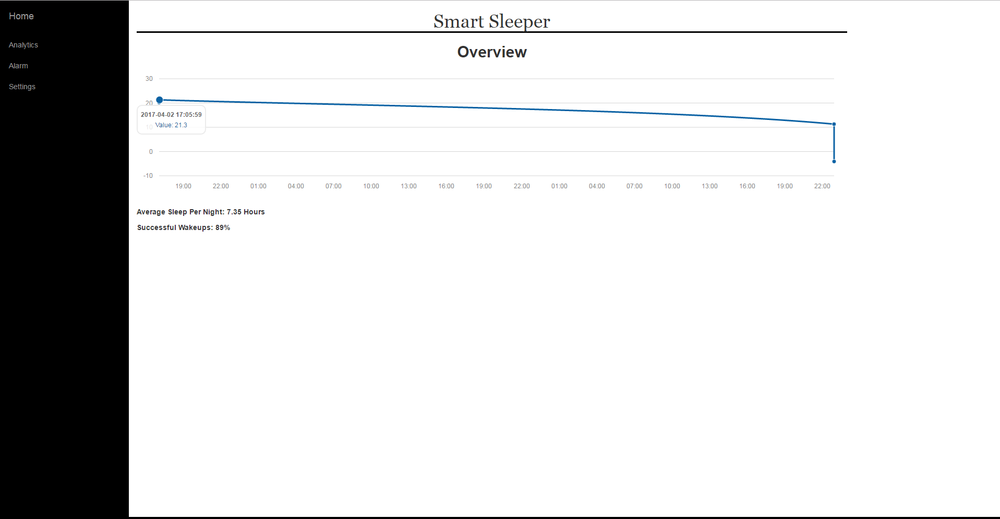 Home
Analytics
Alarm
Settings
Smart Sleeper
Overview
30
20
10
0
-10
2017-04-02 17:05:59
Value: 21.3
19:00 22:00 01:00 04:00 07:00 10:00 13:00 16:00 19:00 22:00 01:00 04:00 07:00 10:00 13:00 16:00 19:00 22:00
Average Sleep Per Night: 7.35 Hours
Successful Wakeups: 89%